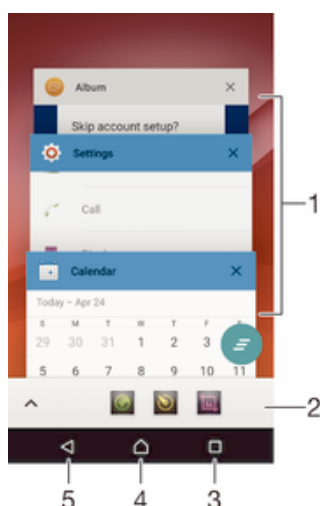 Album
Skip account setup?
Settings
Call
Calendar
Today - Apr 24
S M T W T F
29 30 31 1 2 3
5 6 7 8 9 10 11
1
2
5 4 3